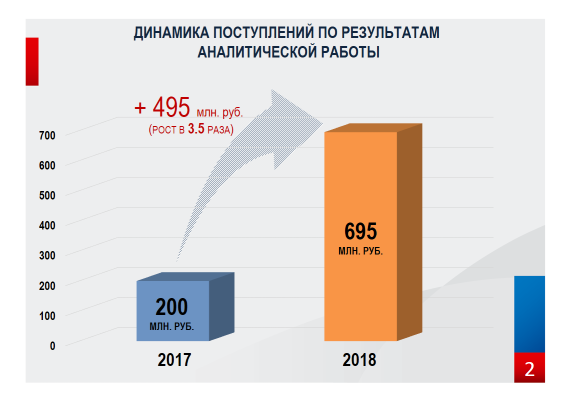 ДИНАМИКА ПОСТУПЛЕНИЙ ПО РЕЗУЛЬТАТАМ
АНАЛИТИЧЕСКОЙ РАБОТЫ
+ 495 млн. руб.
(РОСТ В 3.5 РАЗА)
700
600
500
400
300
200
100
0
695
МЛН. РУБ.
200
МЛН. РУБ.
2017
2018
2